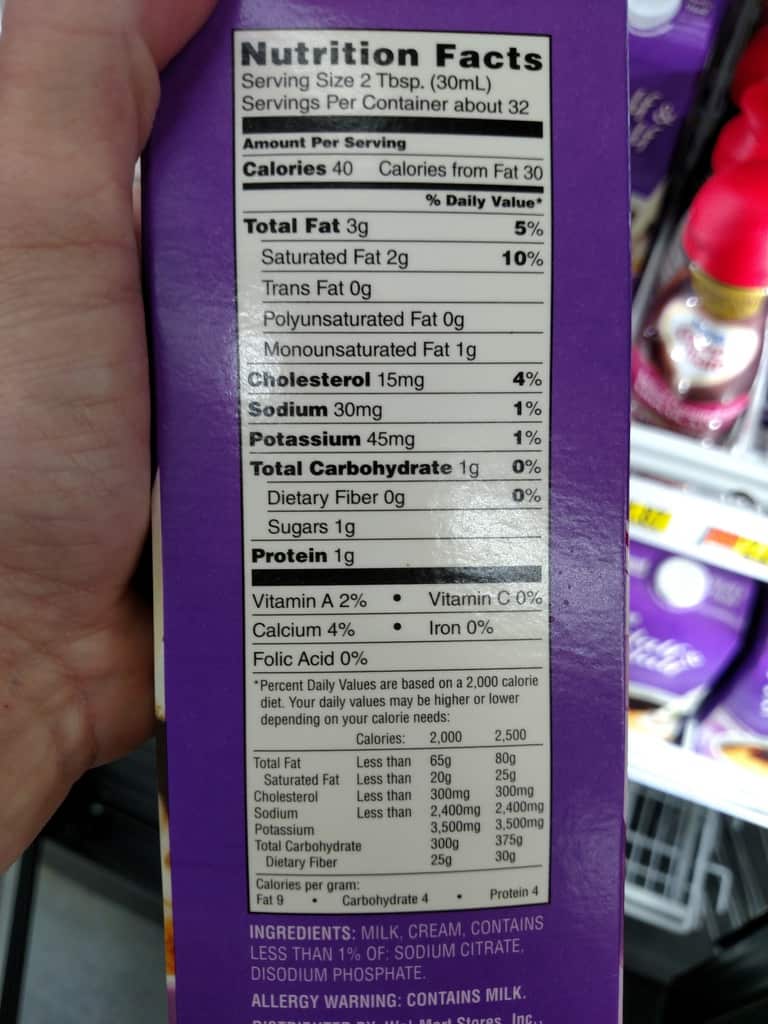 Nutrition Facts
Serving Size 2 Tbsp. (30mL)
Servings Per Container about 32
Amount Per Serving
Calories 40 Calories from Fat 30
% Daily Value*
Total Fat 3g 5%
Saturated Fat 2g 10%
Trans Fat 0g
Polyunsaturated Fat 0g
Monounsaturated Fat 1g
Cholesterol 15mg 4%
Sodium 30mg 1%
Potassium 45mg 1%
Total Carbohydrate 1g 0%
Dietary Fiber 0g 0%
Sugars 1g
Protein 1g
Vitamin A 2% • Vitamin C 0%
Calcium 4% • Iron 0%
Folic Acid 0%
*Percent Daily Values are based on a 2,000 calorie
diet. Your daily values may be higher or lower
depending on your calorie needs:
Calories: 2,000 2,500
Total Fat Less than 65g 80g
Saturated Fat Less than 20g 25g
Cholesterol Less than 300mg 300mg
Sodium Less than 2,400mg 2,400mg
Potassium 3,500mg 3,500mg
Total Carbohydrate 300g 375g
Dietary Fiber 25g 30g
Calories per gram:
Fat 9 • Carbohydrate 4 • Protein 4
INGREDIENTS: MILK, CREAM, CONTAINS
LESS THAN 1% OF: SODIUM CITRATE,
DISODIUM PHOSPHATE.
ALLERGY WARNING: CONTAINS MILK.
DISTRIBUTED BY: Wal-Mart Stores, Inc.,